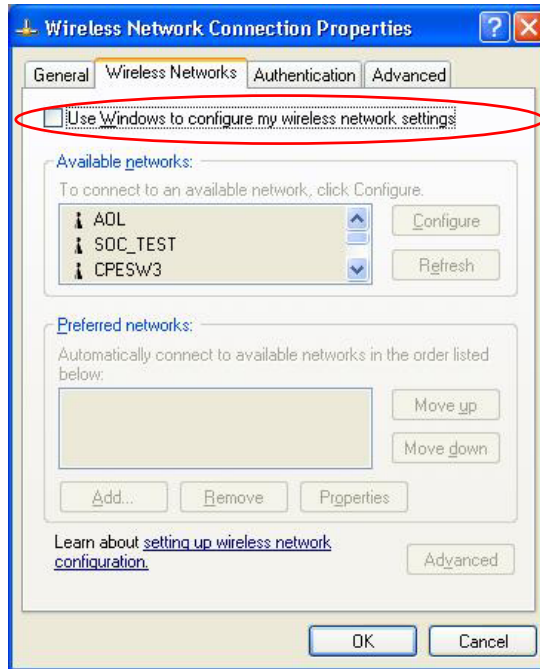 Wireless Network Connection Properties
General Wireless Networks Authentication Advanced
Use Windows to configure my wireless network settings
Available networks:
To connect to an available network, click Configure.
AOL
SOC_TEST
CPESW3
Configure
Refresh
Preferred networks:
Automatically connect to available networks in the order listed
below:
Move up
Move down
Add... Remove Properties
Learn about setting up wireless network
configuration.
Advanced
OK Cancel